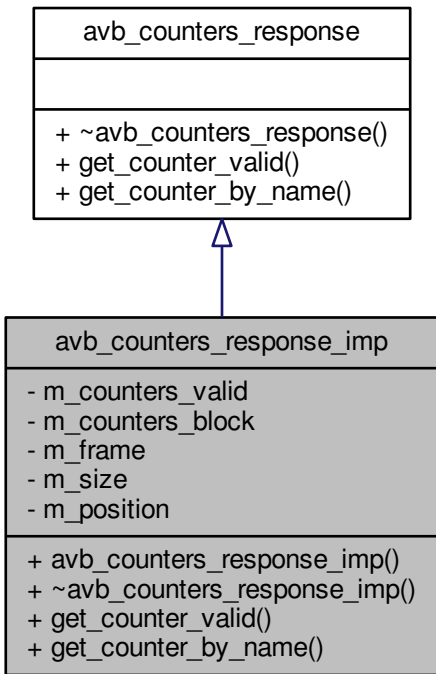 avb_counters_response
+ ~avb_counters_response()
+ get_counter_valid()
+ get_counter_by_name()
avb_counters_response_imp
- m_counters_valid
- m_counters_block
- m_frame
- m_size
- m_position
+ avb_counters_response_imp()
+ ~avb_counters_response_imp()
+ get_counter_valid()
+ get_counter_by_name()